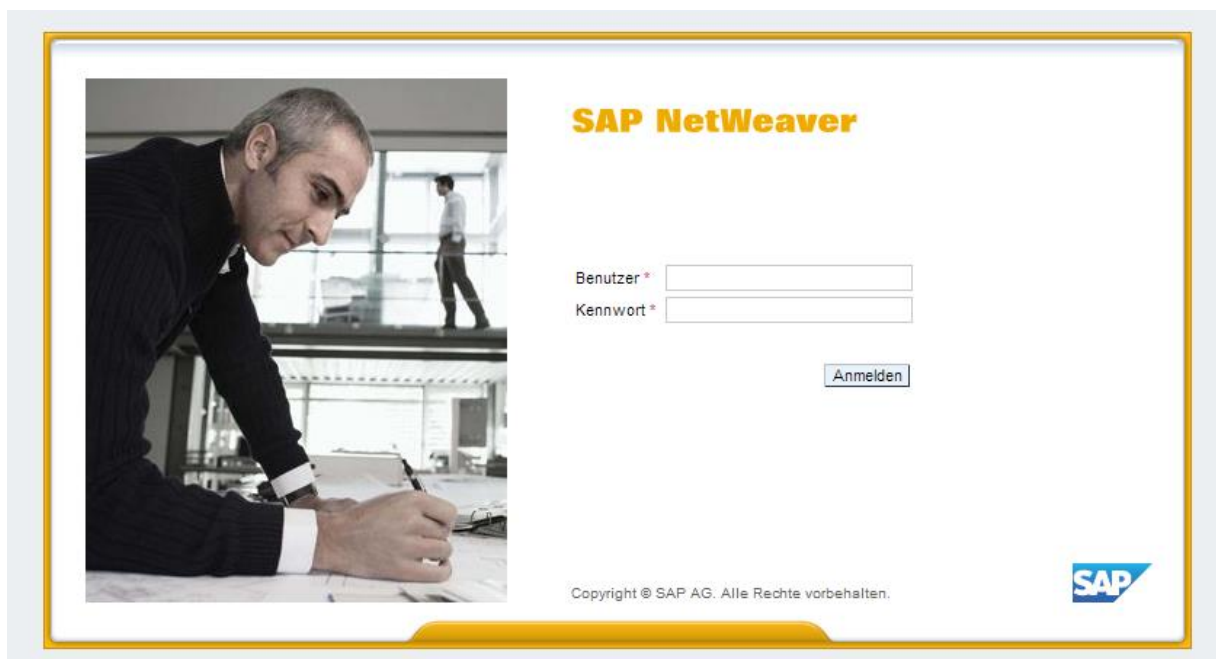 SAP NetWeaver
Benutzer *
Kennwort *
Anmelden
Copyright © SAP AG. Alle Rechte vorbehalten.
SAP